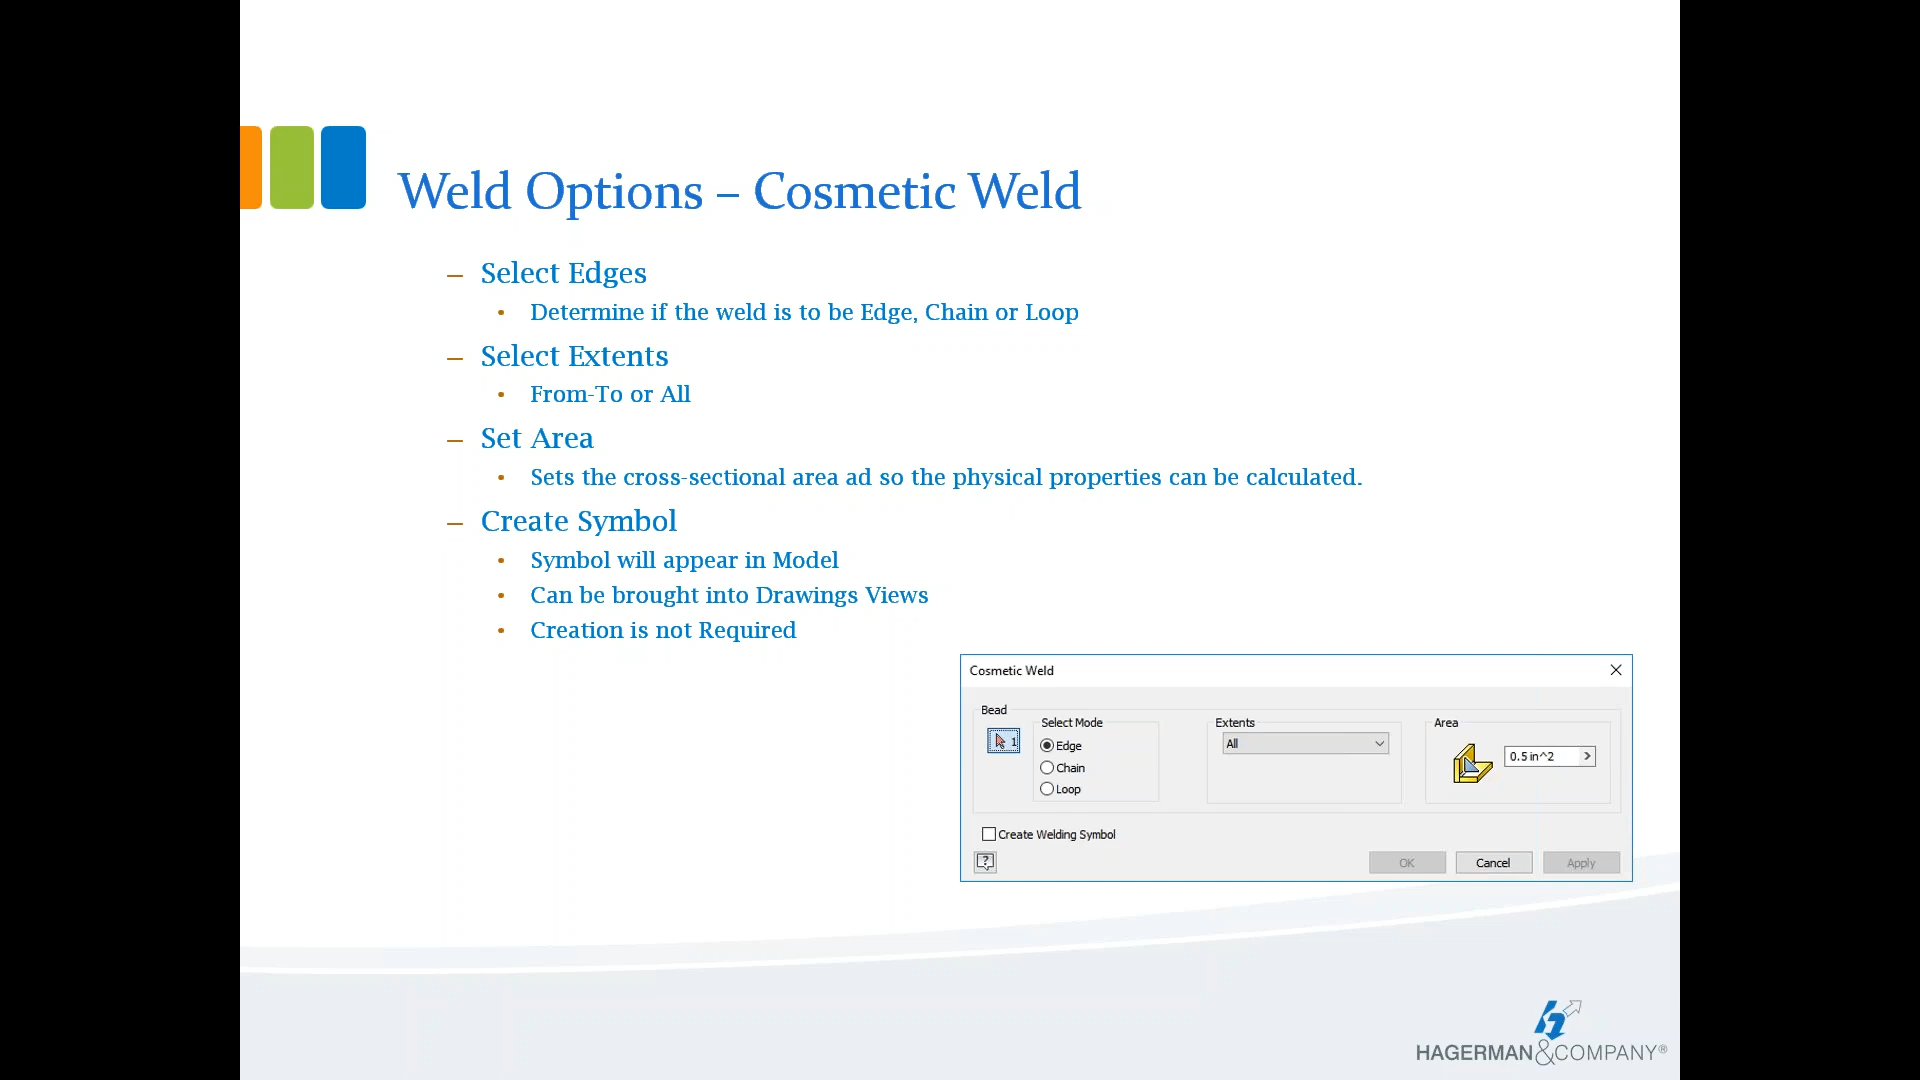 Weld Options – Cosmetic Weld
– Select Edges
• Determine if the weld is to be Edge, Chain or Loop
– Select Extents
• From-To or All
– Set Area
• Sets the cross-sectional area ad so the physical properties can be calculated.
– Create Symbol
• Symbol will appear in Model
• Can be brought into Drawings Views
• Creation is not Required
Cosmetic Weld
Bead
1
Select Mode
Edge
Chain
Loop
Extents
All
Area
0.5 in^2
Create Welding Symbol
?
OK
Cancel
Apply
HAGERMAN&COMPANY®